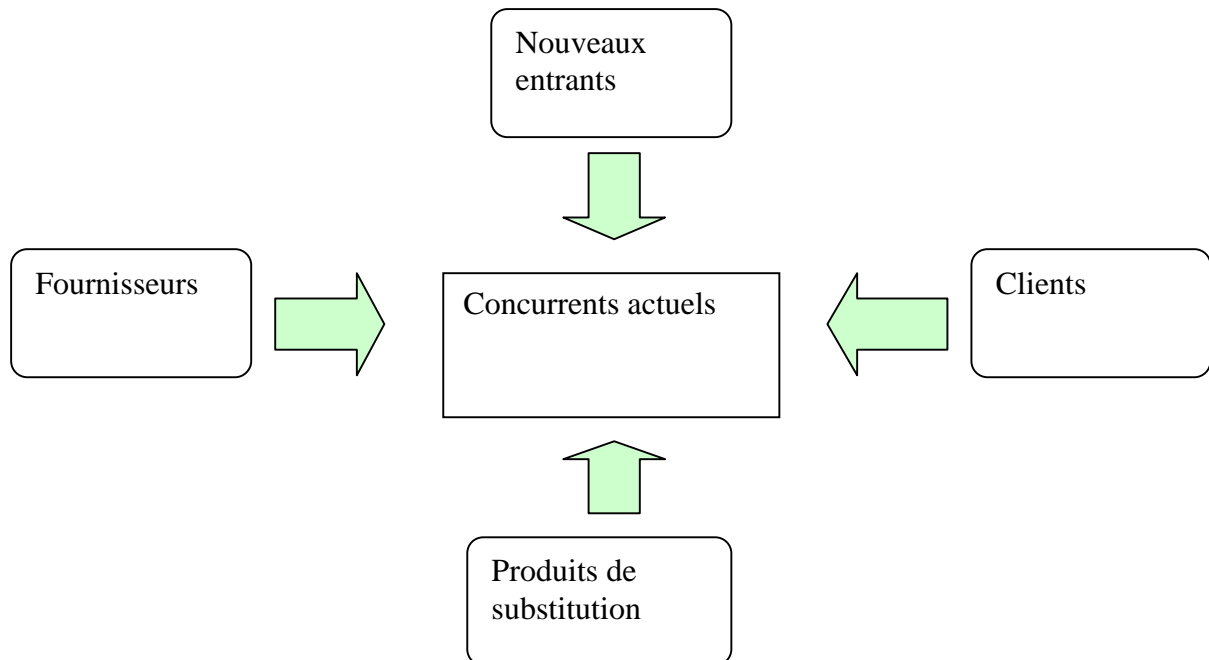 Nouveaux
entrants
Fournisseurs
Concurrents actuels
Clients
Produits de
substitution